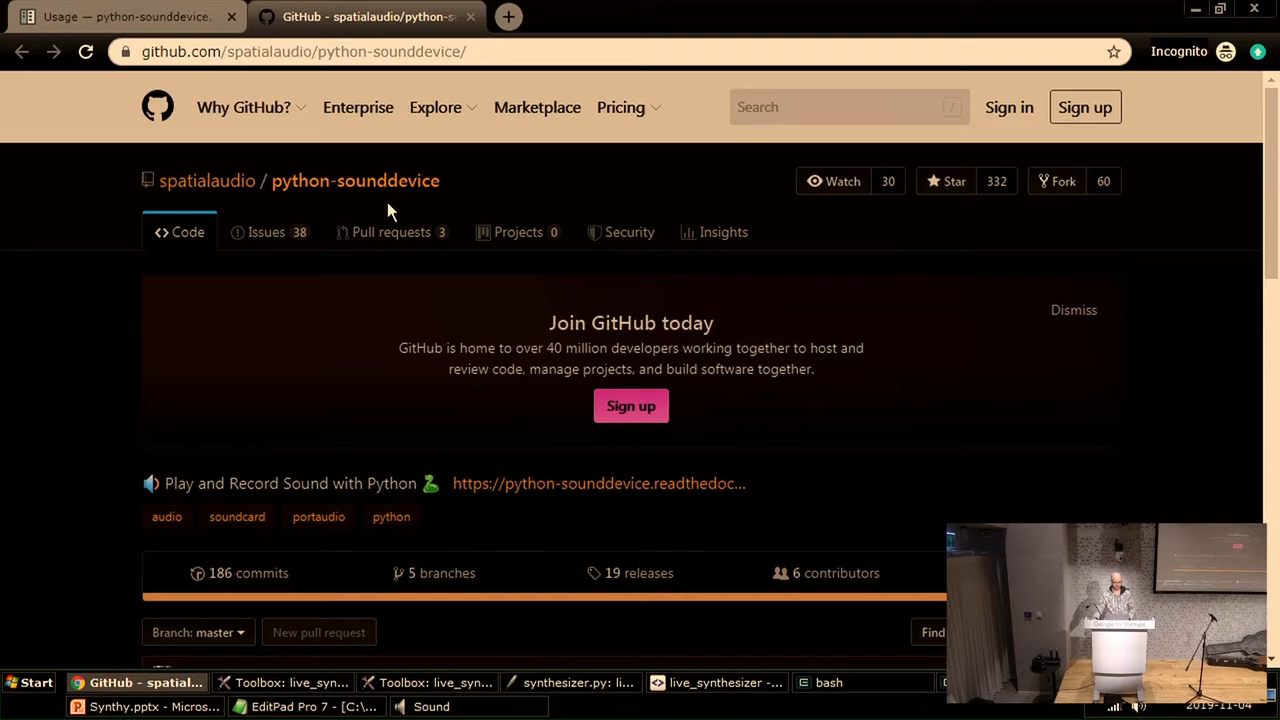 Usage — python-sounddevice,
GitHub - spatialaudio/python-s
github.com/spatialaudio/python-sounddevice/
Incognito
Why GitHub?
Enterprise
Explore
Marketplace
Pricing
Search
/
Sign in
Sign up
spatialaudio / python-sounddevice
Watch 30
Star 332
Fork 60
<> Code
Issues 38
Pull requests 3
Projects 0
Security
Insights
Join GitHub today
Dismiss
GitHub is home to over 40 million developers working together to host and
review code, manage projects, and build software together.
Sign up
Play and Record Sound with Python
https://python-sounddevice.readthedoc...
audio
soundcard
portaudio
python
186 commits
5 branches
19 releases
6 contributors
Branch: master
New pull request
Find
Google for Startups
Start
GitHub - spatial...
Toolbox: live_syn...
Toolbox: live_syn...
synthesizer.py: li...
live_synthesizer -...
bash
Synthy.pptx - Micros...
EditPad Pro 7 - [C:\...
Sound
2019-11-04